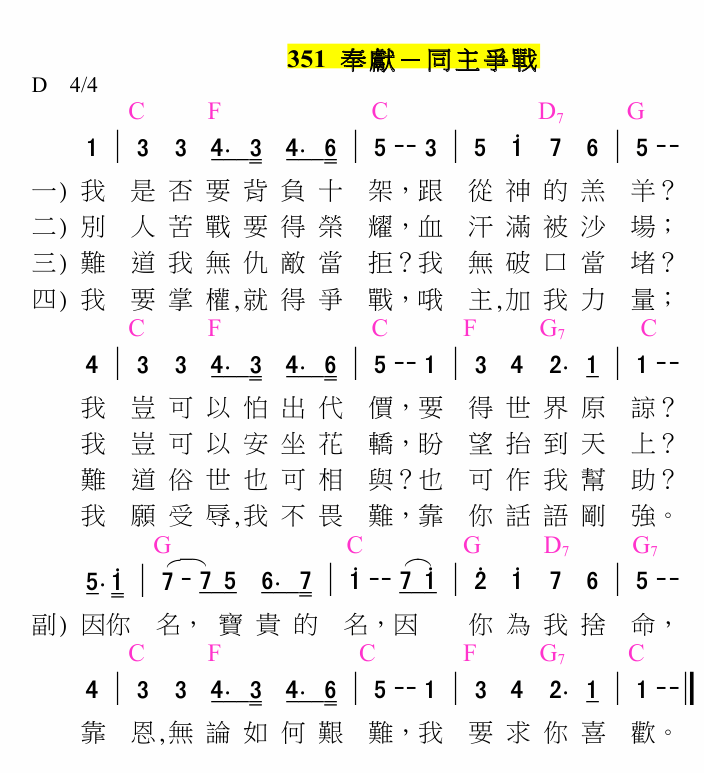 351 奉獻－同主爭戰
D 4/4
C F C D7 G
1 | 3 3 4. 3 4. 6 | 5 -- 3 | 5 i 7 6 | 5 --
一) 我 是 否 要 背 負 十 架，跟 從 神 的 羔 羊？
二) 別 人 苦 戰 要 得 榮 耀，血 汗 滿 被 沙 場；
三) 難 道 我 無 仇 敵 當 拒？我 無 破 口 當 堵？
四) 我 要 掌 權,就 得 爭 戰，哦 主,加 我 力 量；
C F C F G7 C
4 | 3 3 4. 3 4. 6 | 5 -- 1 | 3 4 2. 1 | 1 --
我 豈 可 以 怕 出 代 價，要 得 世 界 原 諒？
我 豈 可 以 安 坐 花 轎，盼 望 抬 到 天 上？
難 道 俗 世 也 可 相 與？也 可 作 我 幫 助？
我 願 受 辱,我 不 畏 難，靠 你 話 語 剛 強。
G C G D7 G7
5. i | 7 - 7 5 6. 7 | i -- 7 i | 2 i 7 6 | 5 --
副) 因你 名， 寶 貴 的 名，因 你 為 我 捨 命，
C F C F G7 C
4 | 3 3 4. 3 4. 6 | 5 -- 1 | 3 4 2. 1 | 1 -- ‖
靠 恩,無 論 如 何 艱 難，我 要 求 你 喜 歡。